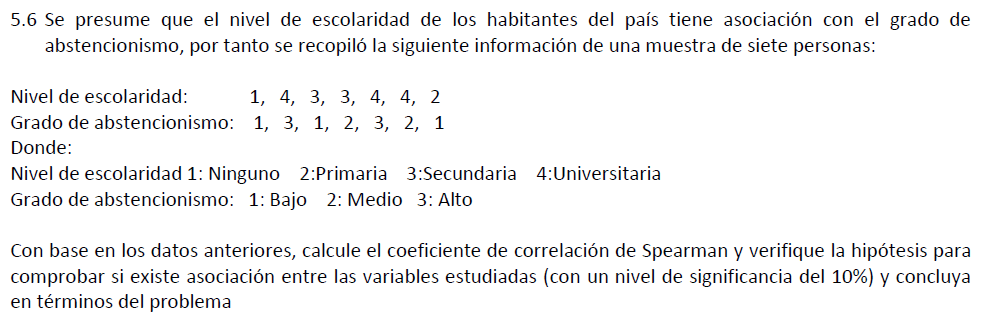 5.6 Se presume que el nivel de escolaridad de los habitantes del país tiene asociación con el grado de
abstencionismo, por tanto se recopiló la siguiente información de una muestra de siete personas:
Nivel de escolaridad: 1, 4, 3, 3, 4, 4, 2
Grado de abstencionismo: 1, 3, 1, 2, 3, 2, 1
Donde:
Nivel de escolaridad 1: Ninguno 2:Primaria 3:Secundaria 4:Universitaria
Grado de abstencionismo: 1: Bajo 2: Medio 3: Alto
Con base en los datos anteriores, calcule el coeficiente de correlación de Spearman y verifique la hipótesis para
comprobar si existe asociación entre las variables estudiadas (con un nivel de significancia del 10%) y concluya
en términos del problema